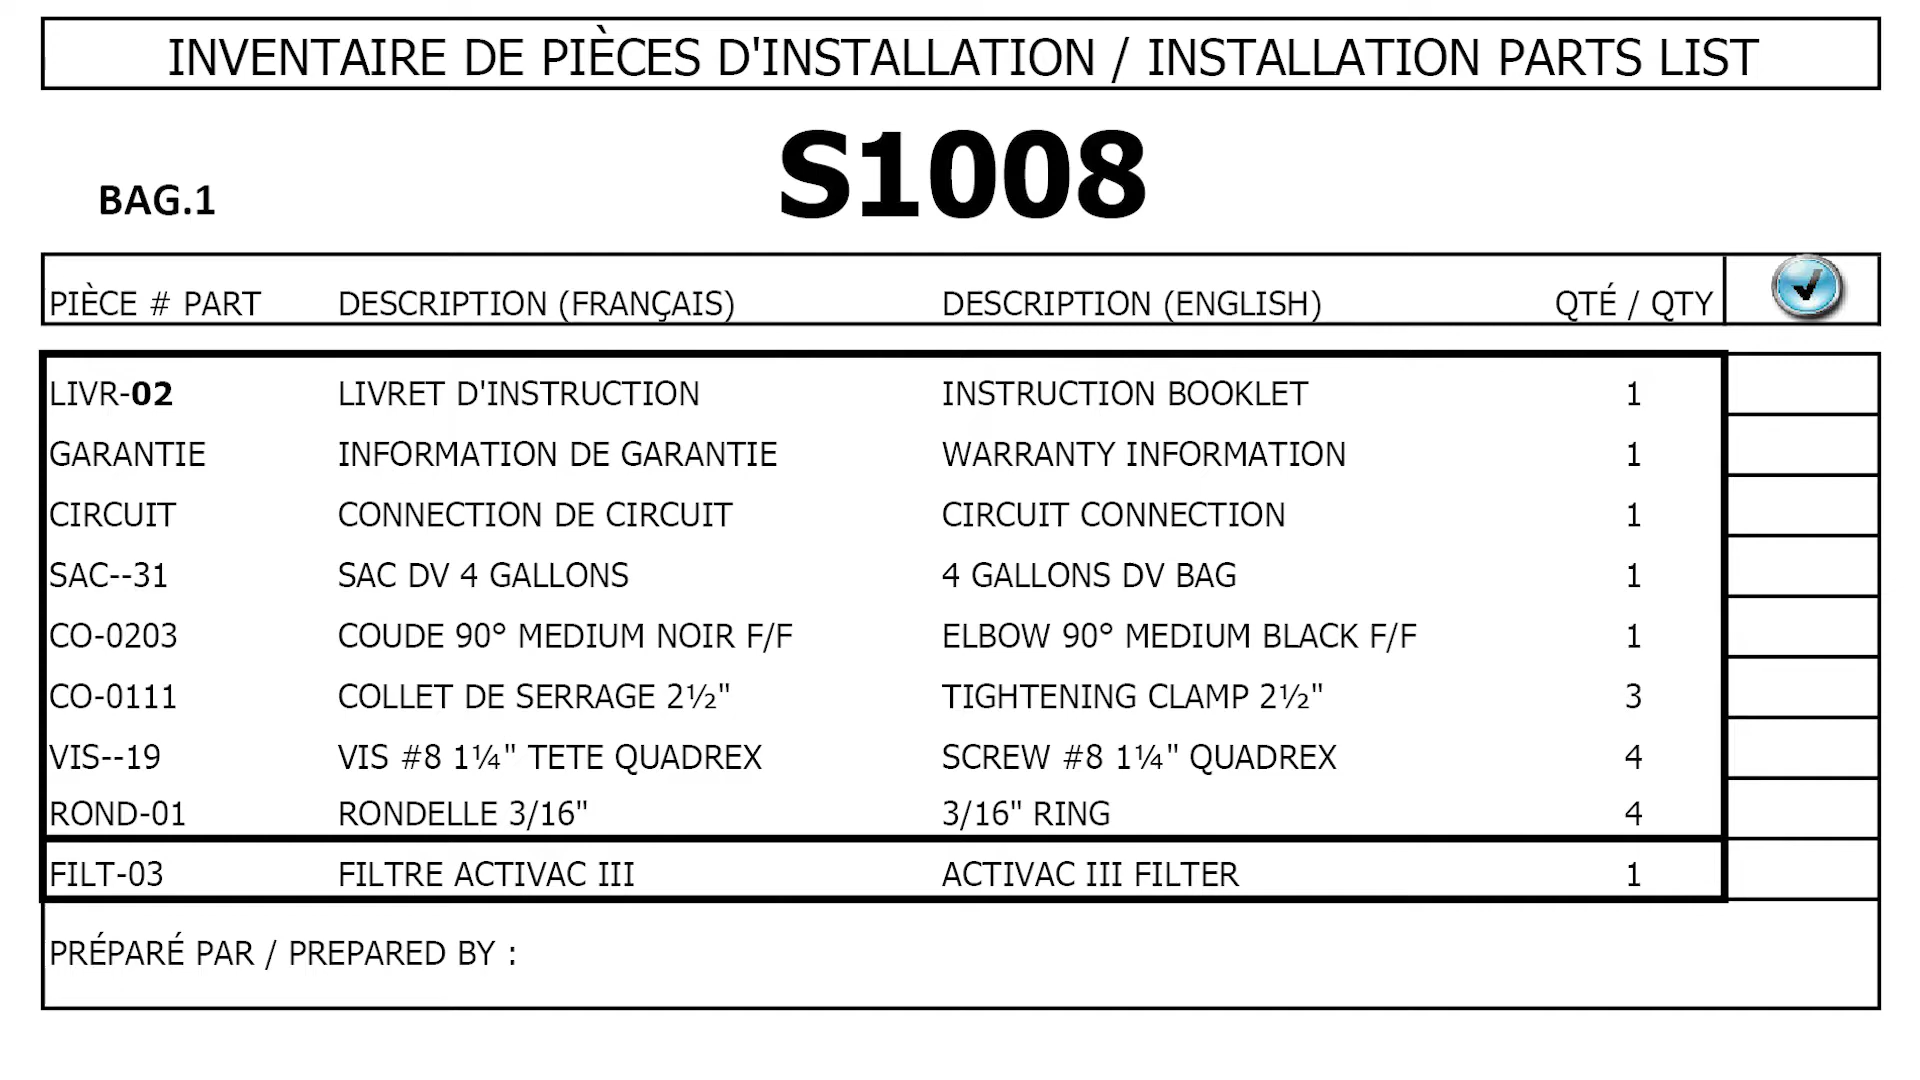 INVENTAIRE DE PIÈCES D'INSTALLATION / INSTALLATION PARTS LIST
S1008
BAG.1
PIÈCE # PART DESCRIPTION (FRANÇAIS) DESCRIPTION (ENGLISH) QTÉ / QTY
LIVR-02 LIVRET D'INSTRUCTION INSTRUCTION BOOKLET 1
GARANTIE INFORMATION DE GARANTIE WARRANTY INFORMATION 1
CIRCUIT CONNECTION DE CIRCUIT CIRCUIT CONNECTION 1
SAC--31 SAC DV 4 GALLONS 4 GALLONS DV BAG 1
CO-0203 COUDE 90° MEDIUM NOIR F/F ELBOW 90° MEDIUM BLACK F/F 1
CO-0111 COLLET DE SERRAGE 2½" TIGHTENING CLAMP 2½" 3
VIS--19 VIS #8 1¼" TETE QUADREX SCREW #8 1¼" QUADREX 4
ROND-01 RONDELLE 3/16" 3/16" RING 4
FILT-03 FILTRE ACTIVAC III ACTIVAC III FILTER 1
PRÉPARÉ PAR / PREPARED BY :